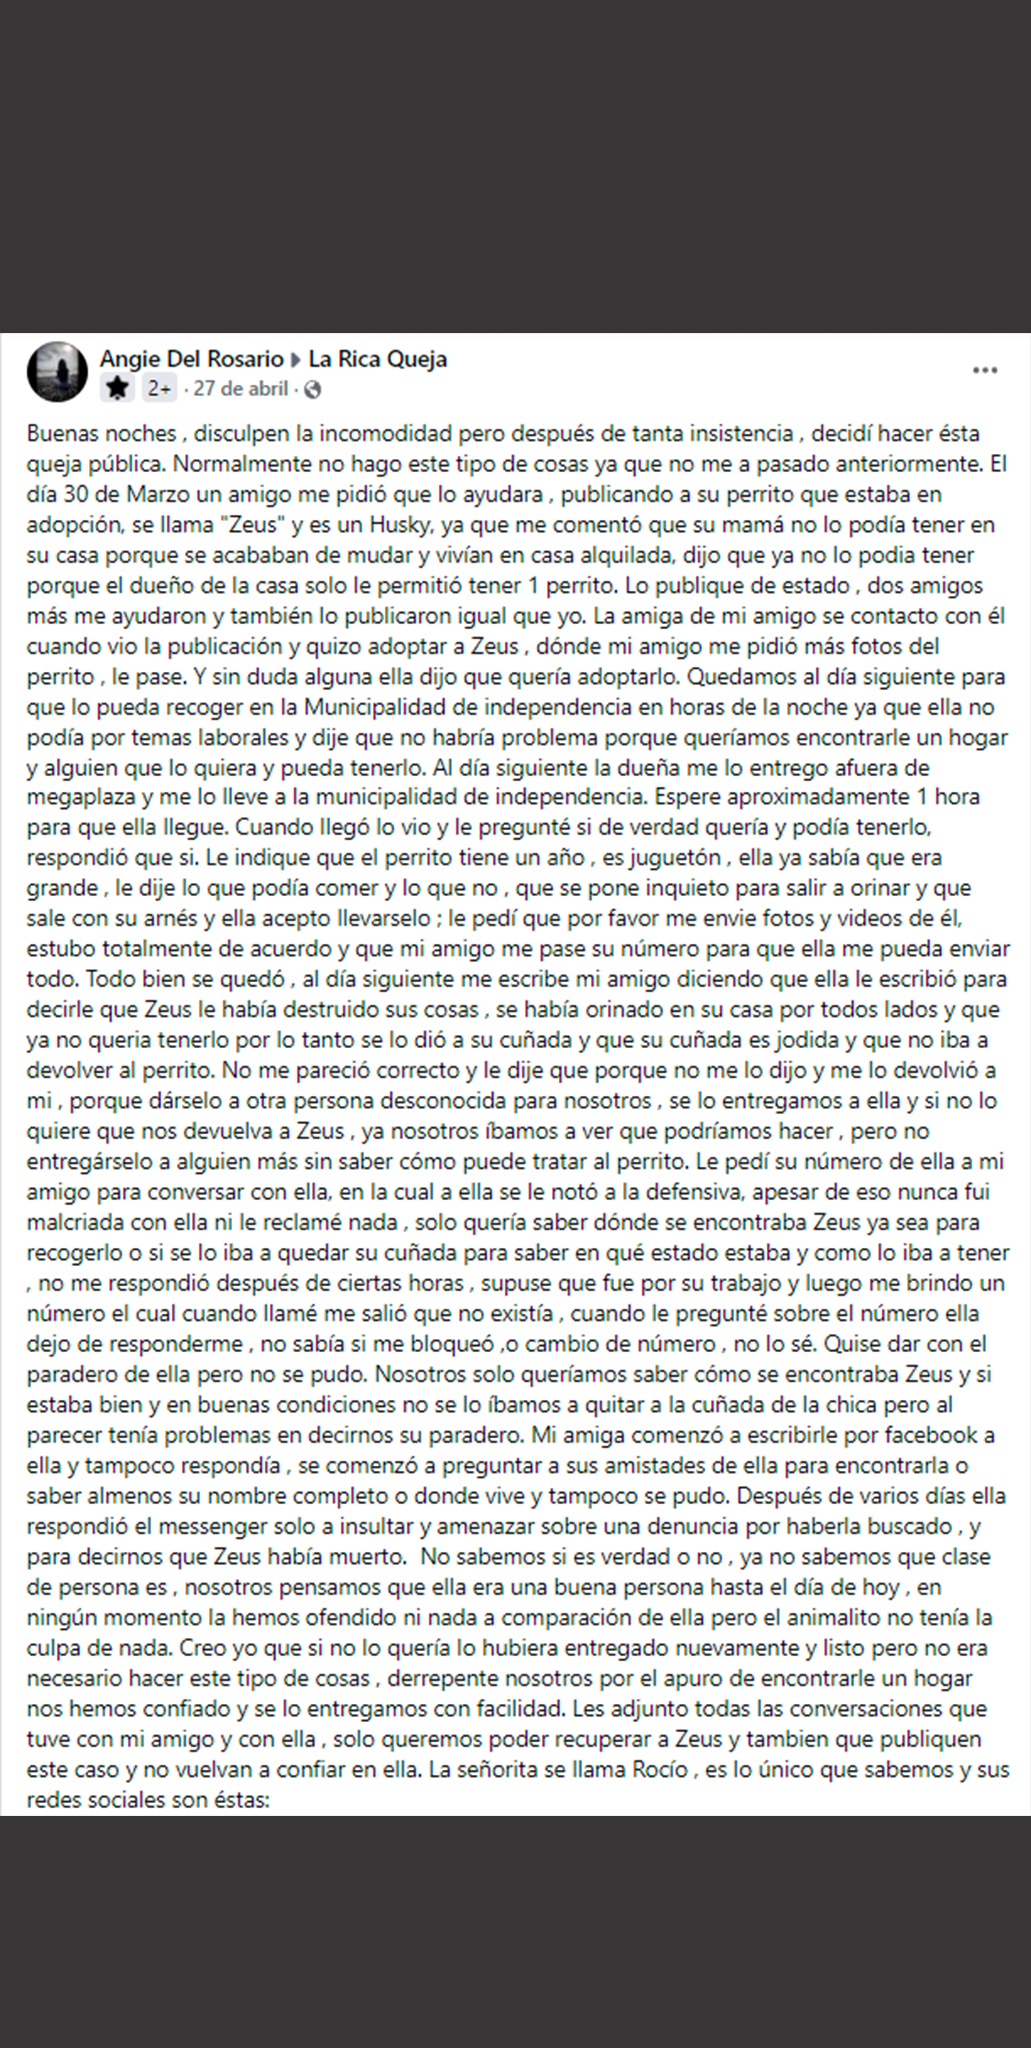 Angie Del Rosario ▸ La Rica Queja
2+ · 27 de abril ·
Buenas noches , disculpen la incomodidad pero después de tanta insistencia , decidí hacer ésta
queja pública. Normalmente no hago este tipo de cosas ya que no me a pasado anteriormente. El
día 30 de Marzo un amigo me pidió que lo ayudara , publicando a su perrito que estaba en
adopción, se llama "Zeus" y es un Husky, ya que me comentó que su mamá no lo podía tener en
su casa porque se acababan de mudar y vivían en casa alquilada, dijo que ya no lo podia tener
porque el dueño de la casa solo le permitió tener 1 perrito. Lo publique de estado , dos amigos
más me ayudaron y también lo publicaron igual que yo. La amiga de mi amigo se contacto con él
cuando vio la publicación y quizo adoptar a Zeus , dónde mi amigo me pidió más fotos del
perrito , le pase. Y sin duda alguna ella dijo que quería adoptarlo. Quedamos al día siguiente para
que lo pueda recoger en la Municipalidad de independencia en horas de la noche ya que ella no
podía por temas laborales y dije que no habría problema porque queríamos encontrarle un hogar
y alguien que lo quiera y pueda tenerlo. Al día siguiente la dueña me lo entrego afuera de
megaplaza y me lo lleve a la municipalidad de independencia. Espere aproximadamente 1 hora
para que ella llegue. Cuando llegó lo vio y le pregunté si de verdad quería y podía tenerlo,
respondió que si. Le indique que el perrito tiene un año , es juguetón , ella ya sabía que era
grande , le dije lo que podía comer y lo que no , que se pone inquieto para salir a orinar y que
sale con su arnés y ella acepto llevarselo ; le pedí que por favor me envie fotos y videos de él,
estubo totalmente de acuerdo y que mi amigo me pase su número para que ella me pueda enviar
todo. Todo bien se quedó , al día siguiente me escribe mi amigo diciendo que ella le escribió para
decirle que Zeus le había destruido sus cosas , se había orinado en su casa por todos lados y que
ya no queria tenerlo por lo tanto se lo dió a su cuñada y que su cuñada es jodida y que no iba a
devolver al perrito. No me pareció correcto y le dije que porque no me lo dijo y me lo devolvió a
mi , porque dárselo a otra persona desconocida para nosotros , se lo entregamos a ella y si no lo
quiere que nos devuelva a Zeus , ya nosotros íbamos a ver que podríamos hacer , pero no
entregárselo a alguien más sin saber cómo puede tratar al perrito. Le pedí su número de ella a mi
amigo para conversar con ella, en la cual a ella se le notó a la defensiva, apesar de eso nunca fui
malcriada con ella ni le reclamé nada , solo quería saber dónde se encontraba Zeus ya sea para
recogerlo o si se lo iba a quedar su cuñada para saber en qué estado estaba y como lo iba a tener
, no me respondió después de ciertas horas , supuse que fue por su trabajo y luego me brindo un
número el cual cuando llamé me salió que no existía , cuando le pregunté sobre el número ella
dejo de responderme , no sabía si me bloqueó ,o cambio de número , no lo sé. Quise dar con el
paradero de ella pero no se pudo. Nosotros solo queríamos saber cómo se encontraba Zeus y si
estaba bien y en buenas condiciones no se lo íbamos a quitar a la cuñada de la chica pero al
parecer tenía problemas en decirnos su paradero. Mi amiga comenzó a escribirle por facebook a
ella y tampoco respondía , se comenzó a preguntar a sus amistades de ella para encontrarla o
saber almenos su nombre completo o donde vive y tampoco se pudo. Después de varios días ella
respondió el messenger solo a insultar y amenazar sobre una denuncia por haberla buscado , y
para decirnos que Zeus había muerto.  No sabemos si es verdad o no , ya no sabemos que clase
de persona es , nosotros pensamos que ella era una buena persona hasta el día de hoy , en
ningún momento la hemos ofendido ni nada a comparación de ella pero el animalito no tenía la
culpa de nada. Creo yo que si no lo quería lo hubiera entregado nuevamente y listo pero no era
necesario hacer este tipo de cosas , derrepente nosotros por el apuro de encontrarle un hogar
nos hemos confiado y se lo entregamos con facilidad. Les adjunto todas las conversaciones que
tuve con mi amigo y con ella , solo queremos poder recuperar a Zeus y tambien que publiquen
este caso y no vuelvan a confiar en ella. La señorita se llama Rocío , es lo único que sabemos y sus
redes sociales son éstas: